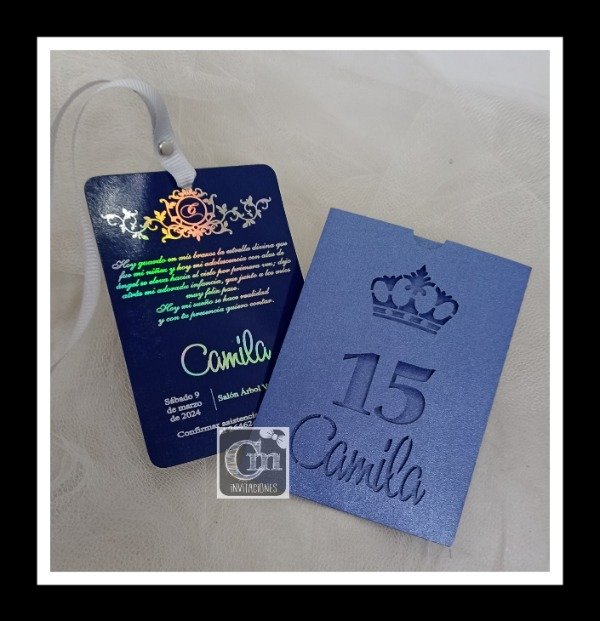 Hoy guardo en mis brazos la estrella divina que
fue mi niñez y hoy mi adolescencia con alas de
ángel se eleva hacia el cielo por primera vez; dejo
atrás mi adorada infancia, que junto a los míos
muy feliz pase.
Hoy mi sueño se hace realidad
y con tu presencia quiero contar.
Camila
Sábado 9
de marzo
de 2024
Salón Árbol V
Confirmar asistencia
Cm
INVITACIONES
15
Camila